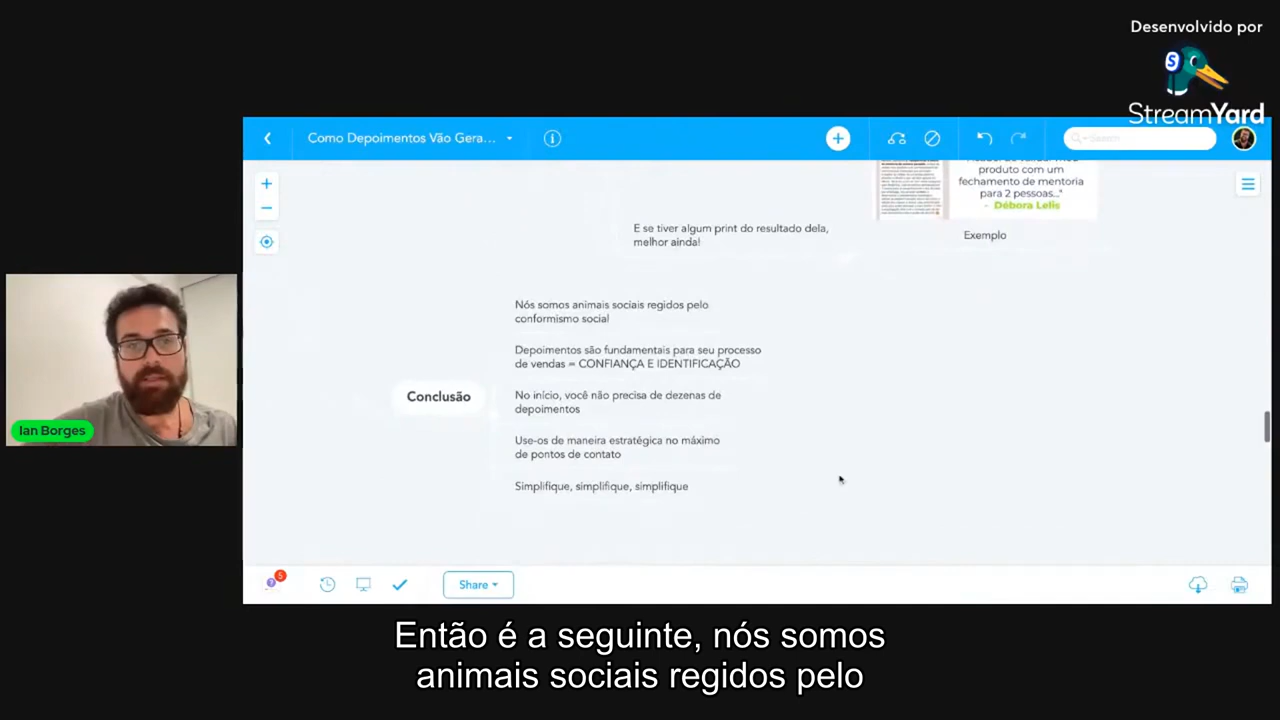 Desenvolvido por
StreamYard
Como Depoimentos Vão Gera...
Search
produto com um
fechamento de mentoria
para 2 pessoas..."
- Débora Lelis
Exemplo
E se tiver algum print do resultado dela,
melhor ainda!
Nós somos animais sociais regidos pelo
conformismo social
Depoimentos são fundamentais para seu processo
de vendas = CONFIANÇA E IDENTIFICAÇÃO
Conclusão
No início, você não precisa de dezenas de
depoimentos
Use-os de maneira estratégica no máximo
de pontos de contato
Simplifique, simplifique, simplifique
Ian Borges
5
Share
Então é a seguinte, nós somos
animais sociais regidos pelo